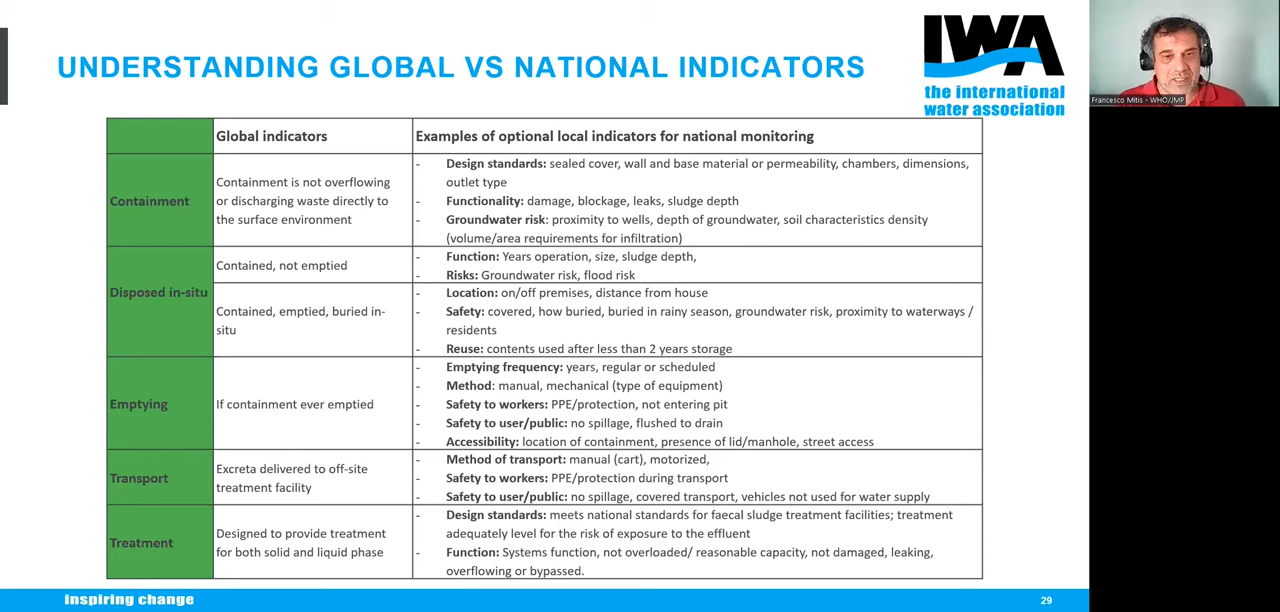 UNDERSTANDING GLOBAL VS NATIONAL INDICATORS
IWA
the international
water association
Francesco Mitis - WHO/JMP
Global indicators
Examples of optional local indicators for national monitoring
Containment
Containment is not overflowing
or discharging waste directly to
the surface environment
- Design standards: sealed cover, wall and base material or permeability, chambers, dimensions,
outlet type
- Functionality: damage, blockage, leaks, sludge depth
- Groundwater risk: proximity to wells, depth of groundwater, soil characteristics density
(volume/area requirements for infiltration)
Disposed in-situ
Contained, not emptied
- Function: Years operation, size, sludge depth,
- Risks: Groundwater risk, flood risk
Contained, emptied, buried in-
situ
- Location: on/off premises, distance from house
- Safety: covered, how buried, buried in rainy season, groundwater risk, proximity to waterways /
residents
- Reuse: contents used after less than 2 years storage
Emptying
If containment ever emptied
- Emptying frequency: years, regular or scheduled
- Method: manual, mechanical (type of equipment)
- Safety to workers: PPE/protection, not entering pit
- Safety to user/public: no spillage, flushed to drain
- Accessibility: location of containment, presence of lid/manhole, street access
Transport
Excreta delivered to off-site
treatment facility
- Method of transport: manual (cart), motorized,
- Safety to workers: PPE/protection during transport
- Safety to user/public: no spillage, covered transport, vehicles not used for water supply
Treatment
Designed to provide treatment
for both solid and liquid phase
- Design standards: meets national standards for faecal sludge treatment facilities; treatment
adequately level for the risk of exposure to the effluent
- Function: Systems function, not overloaded/ reasonable capacity, not damaged, leaking,
overflowing or bypassed.
inspiring change
29